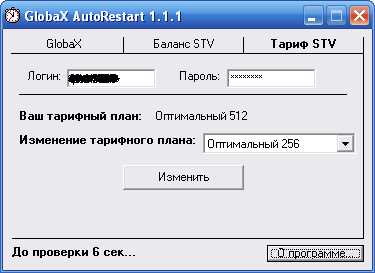 GlobaX AutoRestart 1.1.1
GlobaX Баланс STV Тариф STV
Логин: Пароль: ××××××××
Ваш тарифный план: Оптимальный 512
Изменение тарифного плана: Оптимальный 256
Изменить
До проверки 6 сек... О программе...